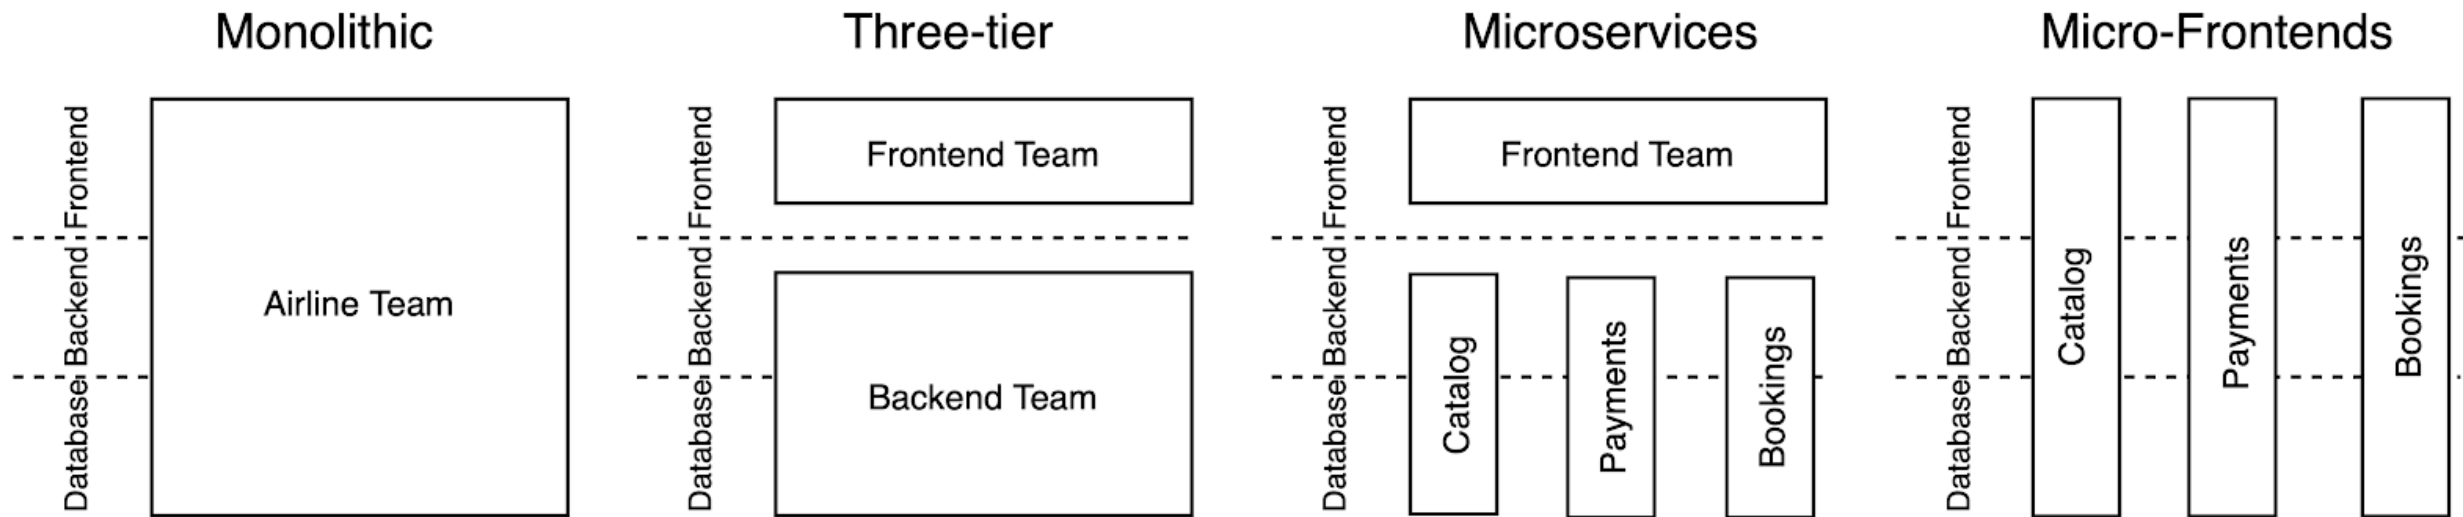 Monolithic
Frontend
Backend
Database
Airline Team
Three-tier
Frontend
Backend
Database
Frontend Team
Backend Team
Microservices
Frontend
Backend
Database
Frontend Team
Catalog
Payments
Bookings
Micro-Frontends
Frontend
Backend
Database
Catalog
Payments
Bookings